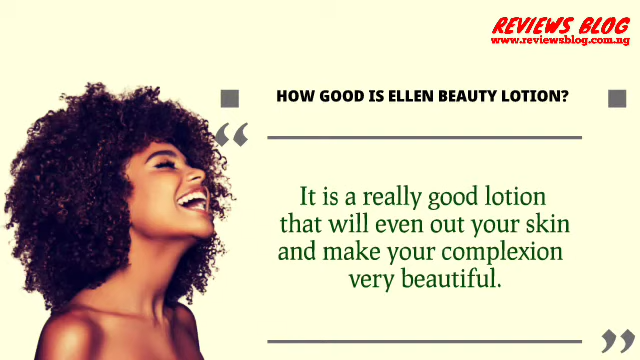 REVIEWS BLOG
www.reviewsblog.com.ng
HOW GOOD IS ELLEN BEAUTY LOTION?
“
It is a really good lotion
that will even out your skin
and make your complexion
very beautiful.
”